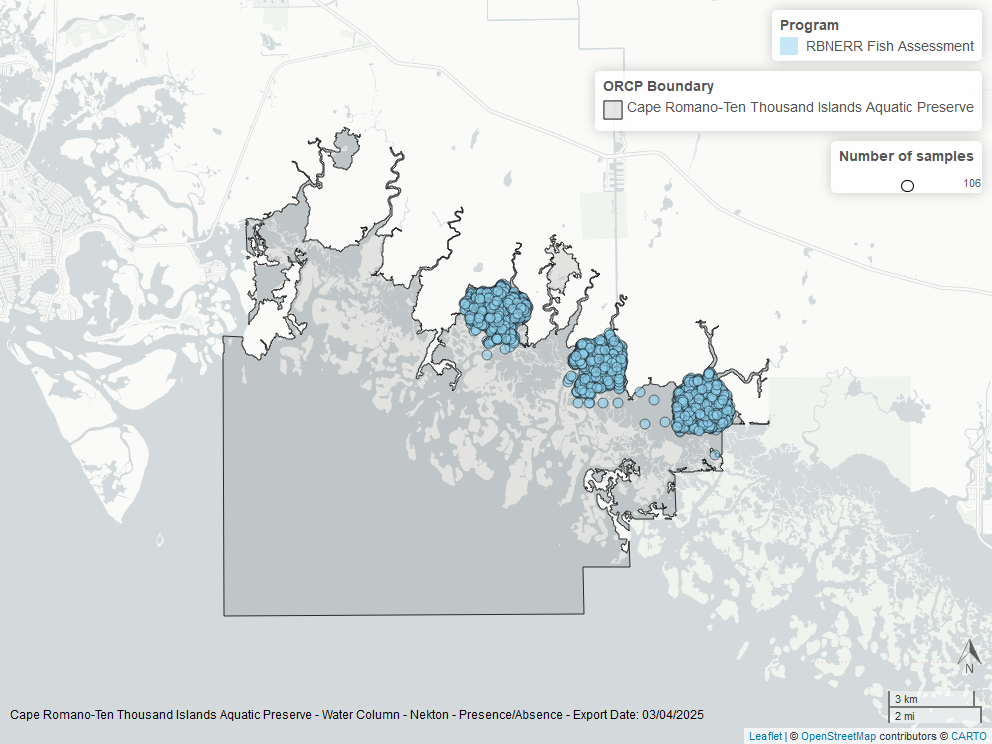 Program
RBNERR Fish Assessment
ORCP Boundary
Cape Romano-Ten Thousand Islands Aquatic Preserve
Number of samples
106
N
3 km
2 mi
Cape Romano-Ten Thousand Islands Aquatic Preserve - Water Column - Nekton - Presence/Absence - Export Date: 03/04/2025
Leaflet | © OpenStreetMap contributors © CARTO